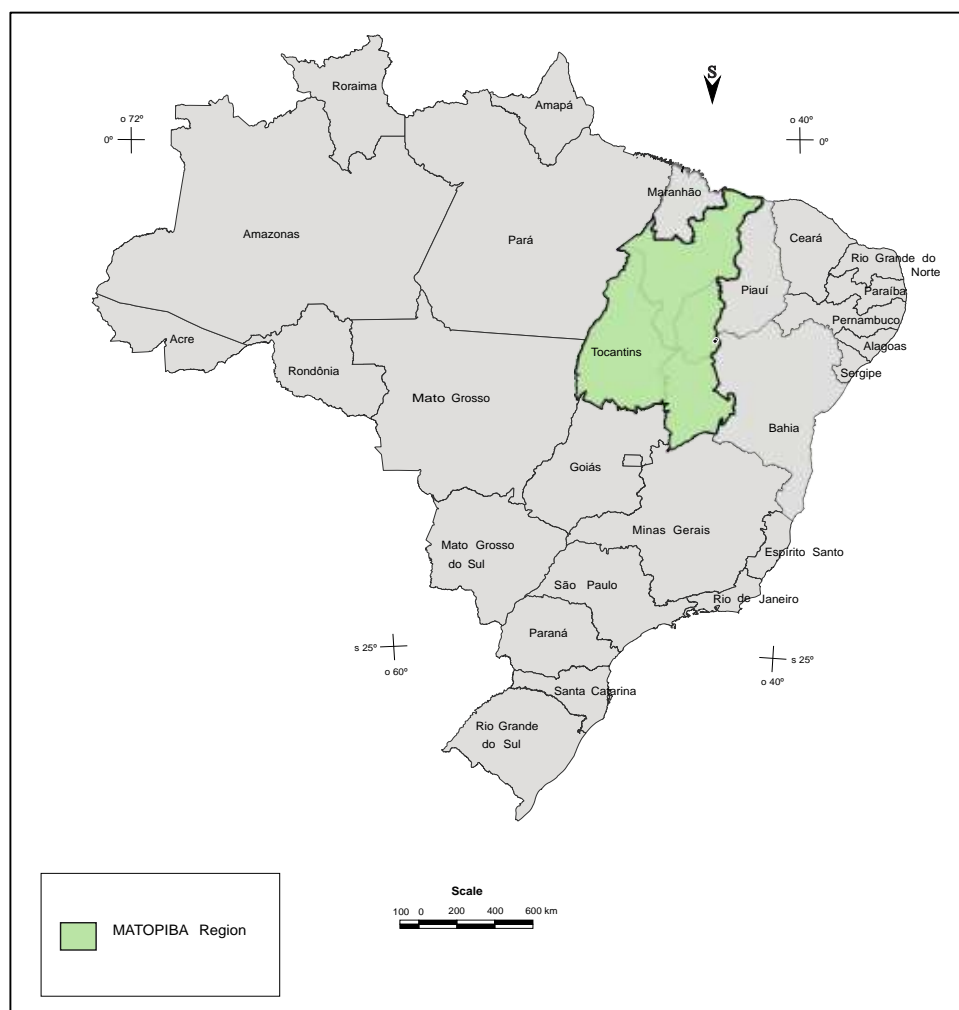 Roraima
Amapá
S
o 72º
0º
o 40º
0º
Maranhão
Amazonas
Pará
Ceará
Rio Grande do
Norte
Piauí
Paraíba
Pernambuco
Acre
Tocantins
Alagoas
Rondônia
Sergipe
Mato Grosso
Bahia
Goiás
Minas Gerais
Mato Grosso
do Sul
Espírito Santo
São Paulo
Rio de Janeiro
Paraná
s 25º
o 60º
s 25º
o 40º
Santa Catarina
Rio Grande
do Sul
Scale
100 0 200 400 600 km
MATOPIBA Region